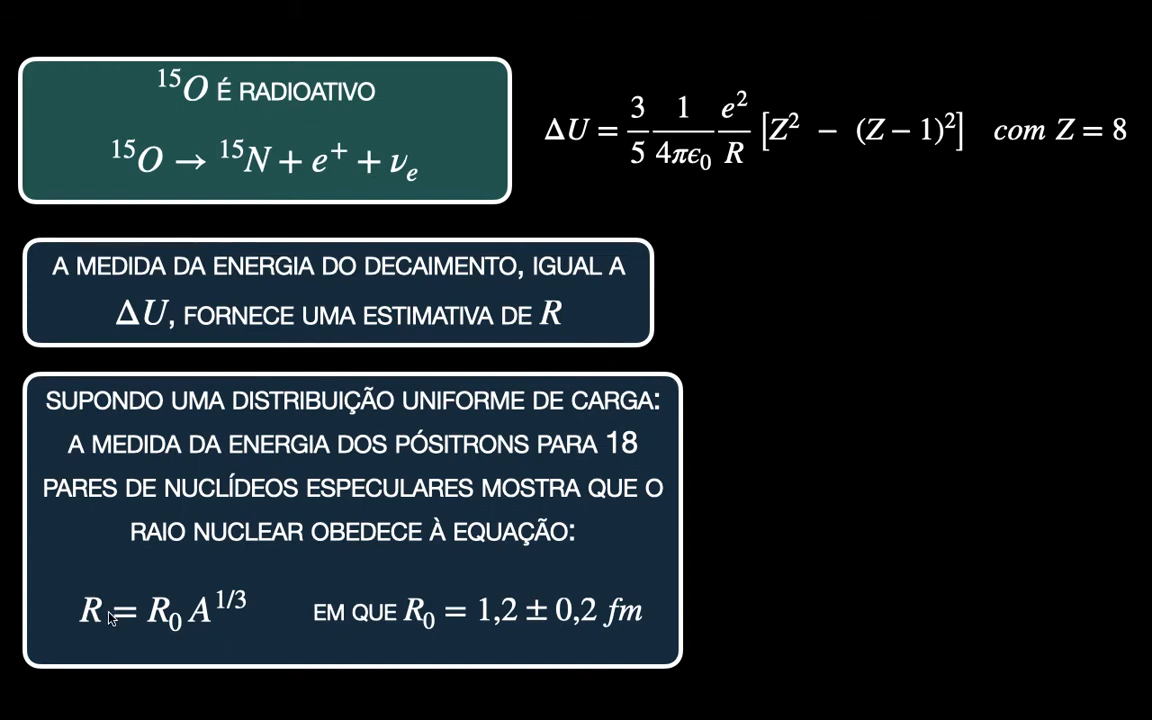 ¹⁵O É RADIOATIVO
¹⁵O → ¹⁵N + e⁺ + νₑ
ΔU = 3/5 1/4πϵ₀ e²/R [Z² − (Z − 1)²] com Z = 8
A MEDIDA DA ENERGIA DO DECAIMENTO, IGUAL A
ΔU, FORNECE UMA ESTIMATIVA DE R
SUPONDO UMA DISTRIBUIÇÃO UNIFORME DE CARGA:
A MEDIDA DA ENERGIA DOS PÓSITRONS PARA 18
PARES DE NUCLÍDEOS ESPECULARES MOSTRA QUE O
RAIO NUCLEAR OBEDECE À EQUAÇÃO:
R = R₀ A¹/³ EM QUE R₀ = 1,2 ± 0,2 fm